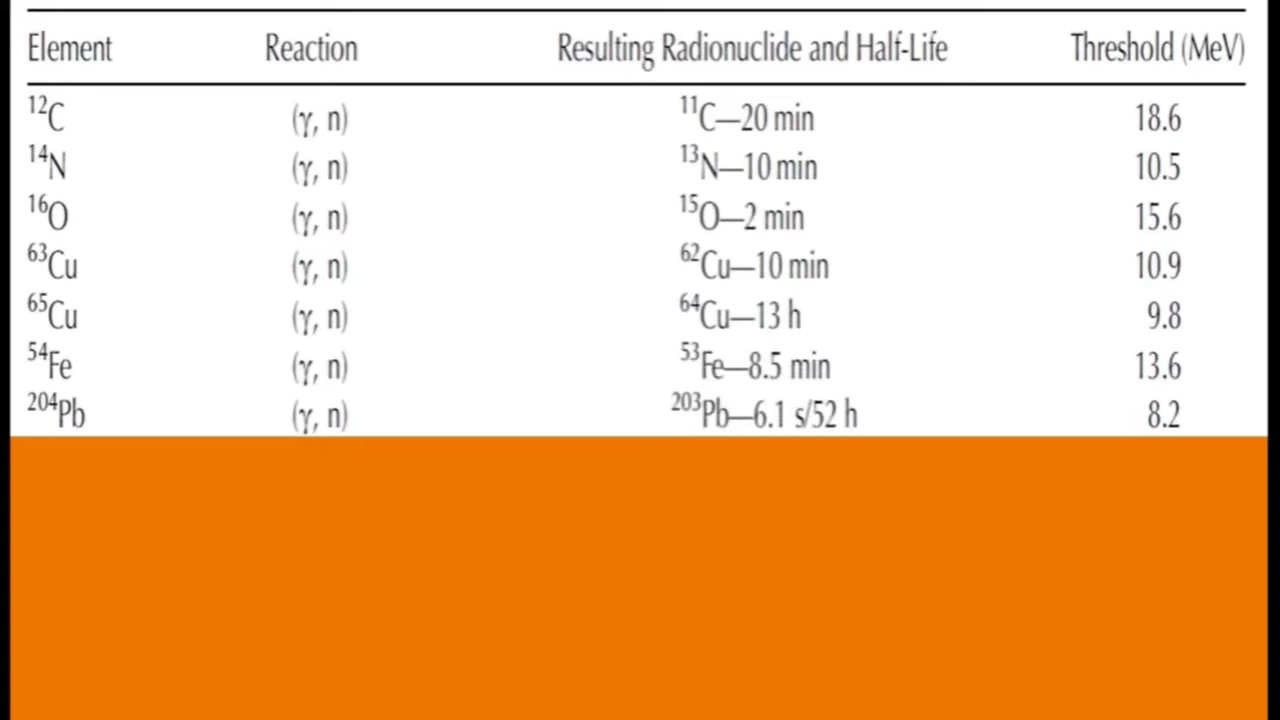 Element Reaction Resulting Radionuclide and Half-Life Threshold (MeV)
¹²C (γ, n) ¹¹C—20 min 18.6
¹⁴N (γ, n) ¹³N—10 min 10.5
¹⁶O (γ, n) ¹⁵O—2 min 15.6
⁶³Cu (γ, n) ⁶²Cu—10 min 10.9
⁶⁵Cu (γ, n) ⁶⁴Cu—13 h 9.8
⁵⁴Fe (γ, n) ⁵³Fe—8.5 min 13.6
²⁰⁴Pb (γ, n) ²⁰³Pb—6.1 s/52 h 8.2